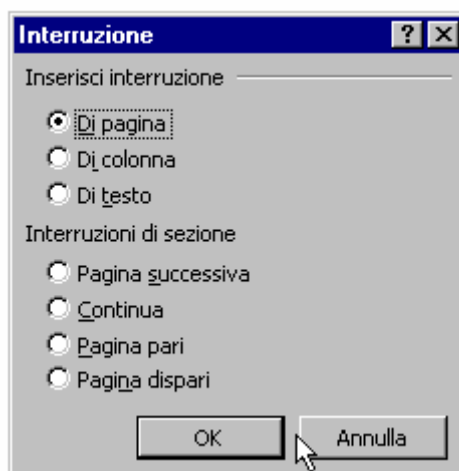 Interruzione
Inserisci interruzione
Di pagina
Di colonna
Di testo
Interruzioni di sezione
Pagina successiva
Continua
Pagina pari
Pagina dispari
OK Annulla